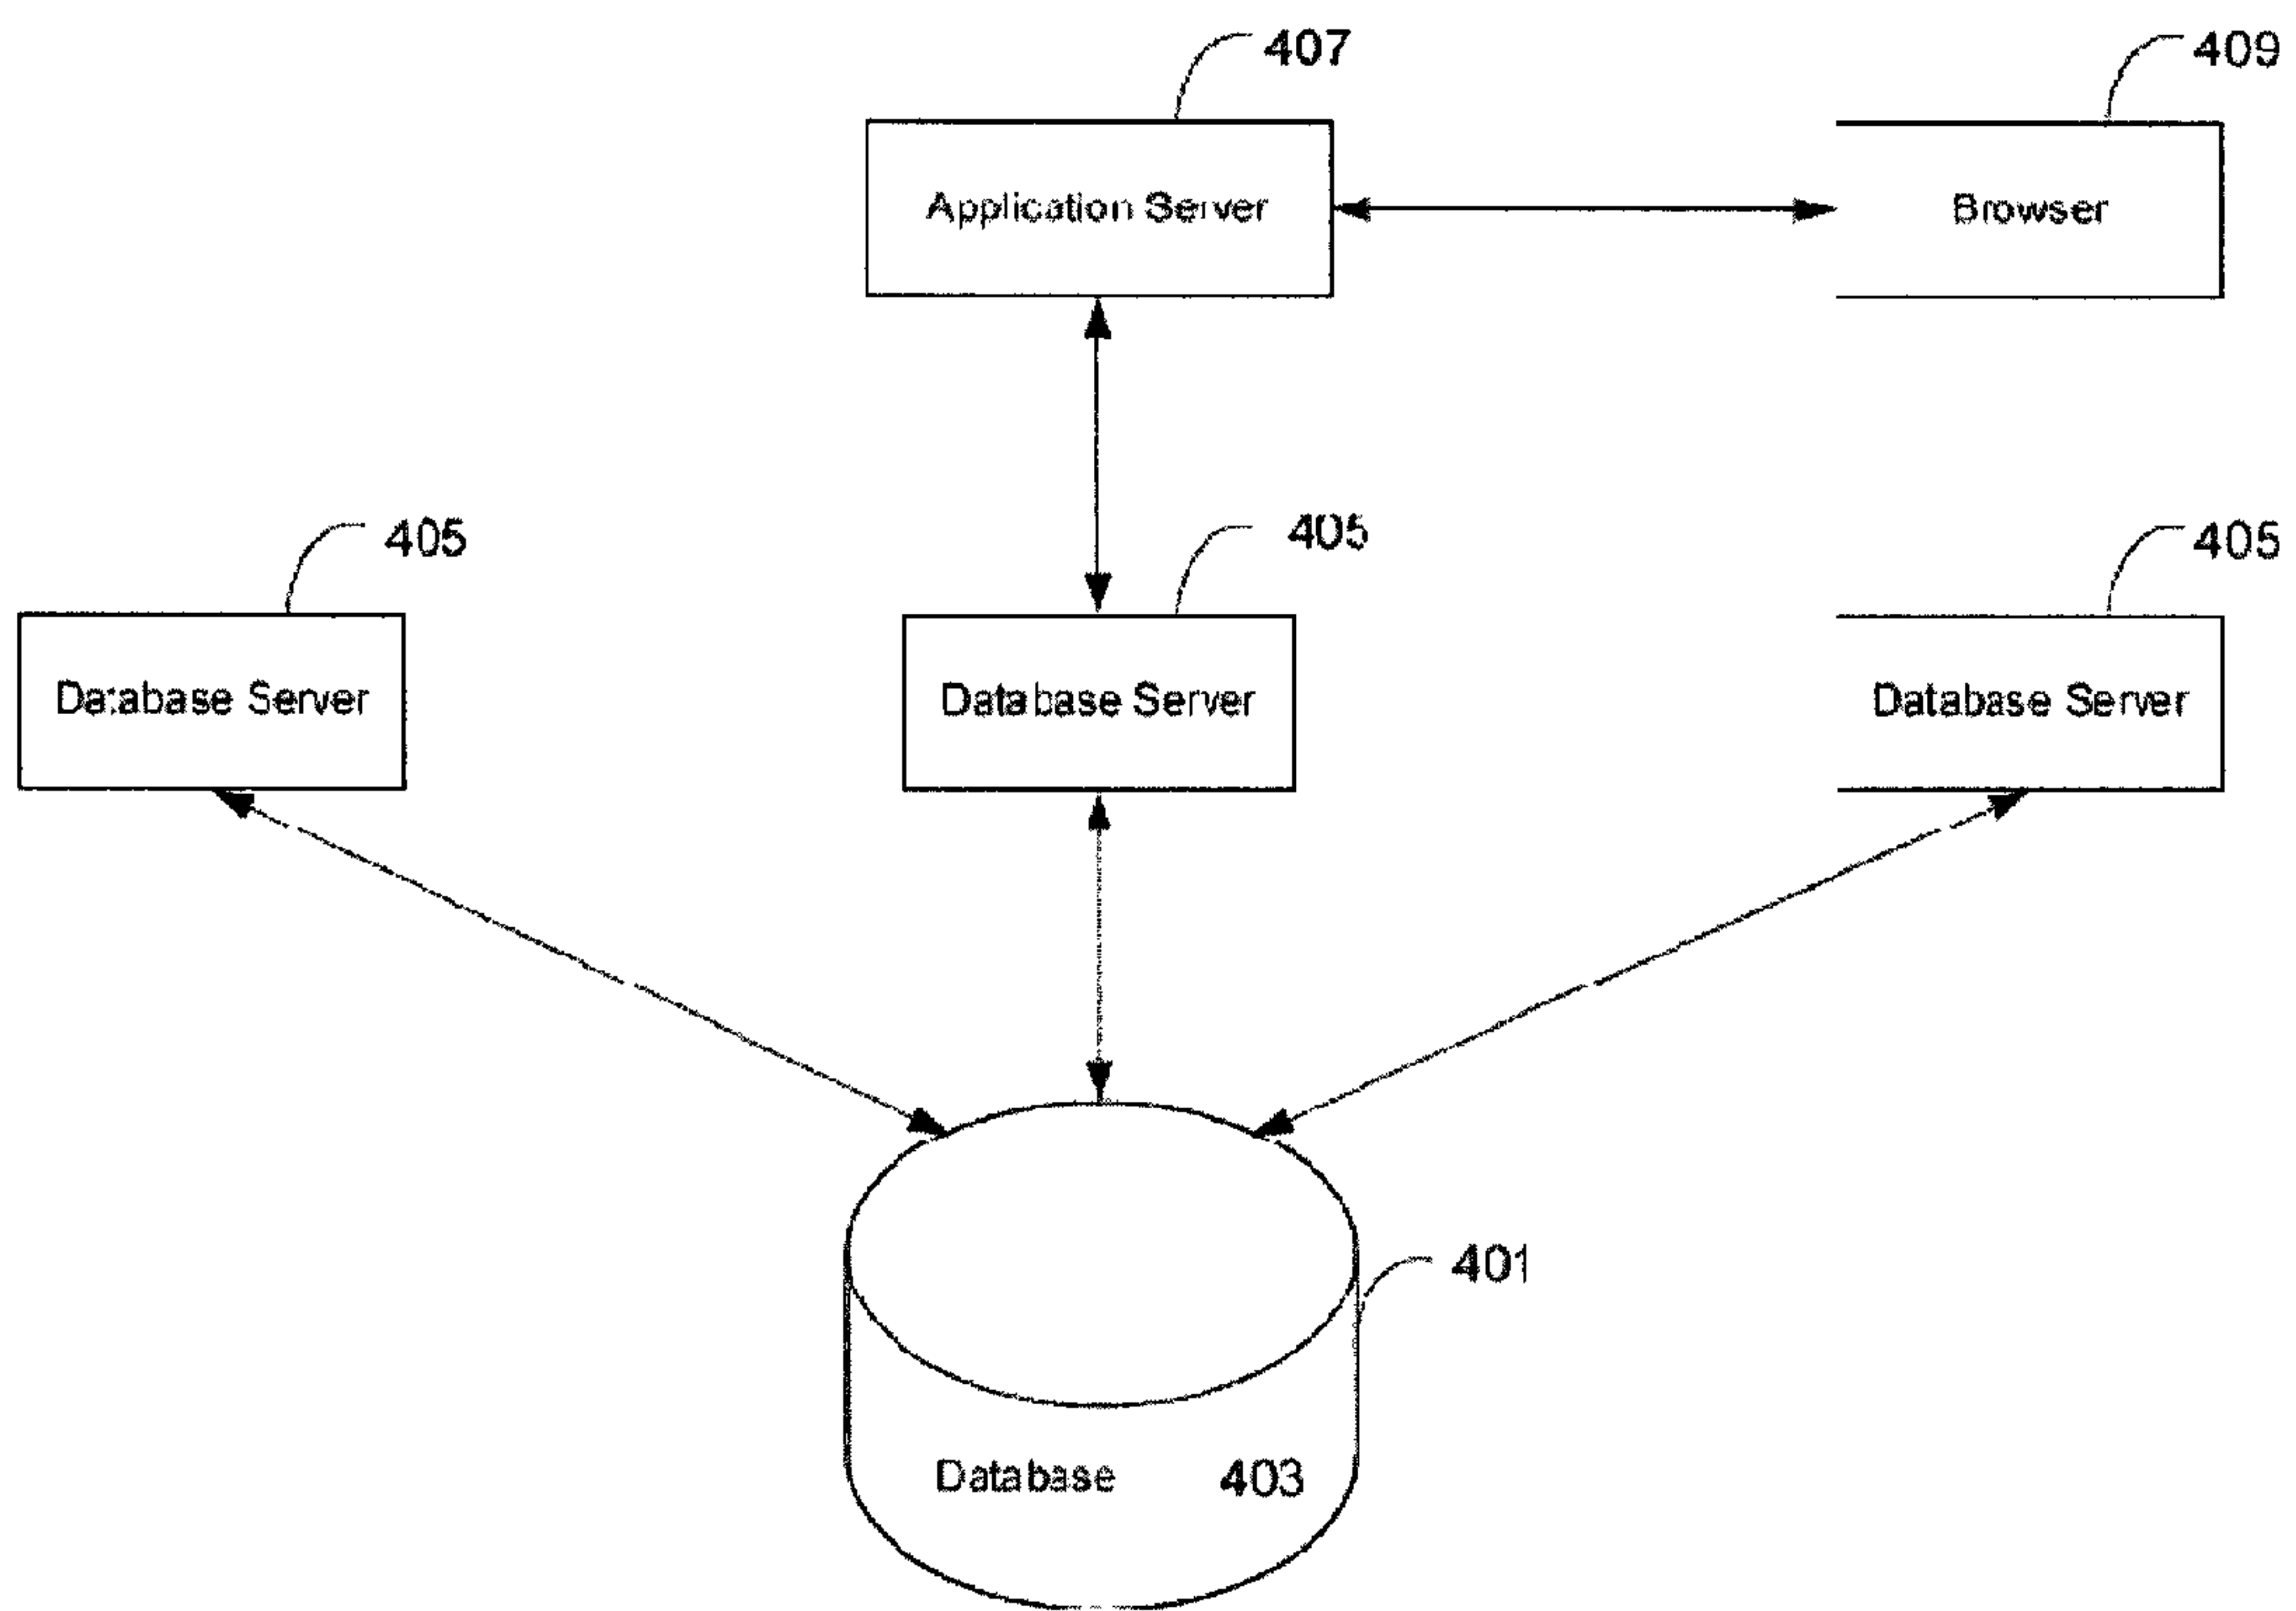 407
409
Application Server
Browser
405
405
405
Database Server
Database Server
Database Server
401
Database 403